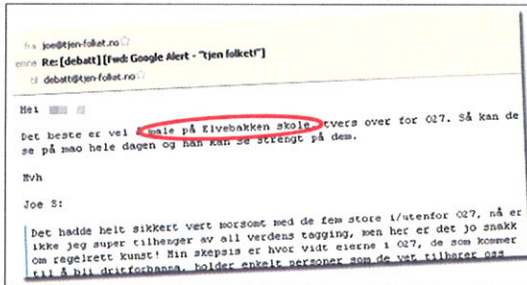 fra joe@tjen-folket.no
emne Re: [debatt] [Fwd: Google Alert - "tjen folket!"]
til debatt@tjen-folket.no
Hei
Det beste er vel å male på Elvebakken skole, tvers over for O27. Så kan de
se på mao hele dagen og han kan se strengt på dem.
Mvh
Joe S:
Det hadde helt sikkert vært morsomt med de fem store i/utenfor O27, nå er
ikke jeg super tilhenger av all verdens tagging, men her er det jo snakk
om regelrett kunst! Min skepsis er hvor vidt eierne i O27, de som kommer
til å bli dritforbanna, holder enkelt personer som de vet tilhører oss